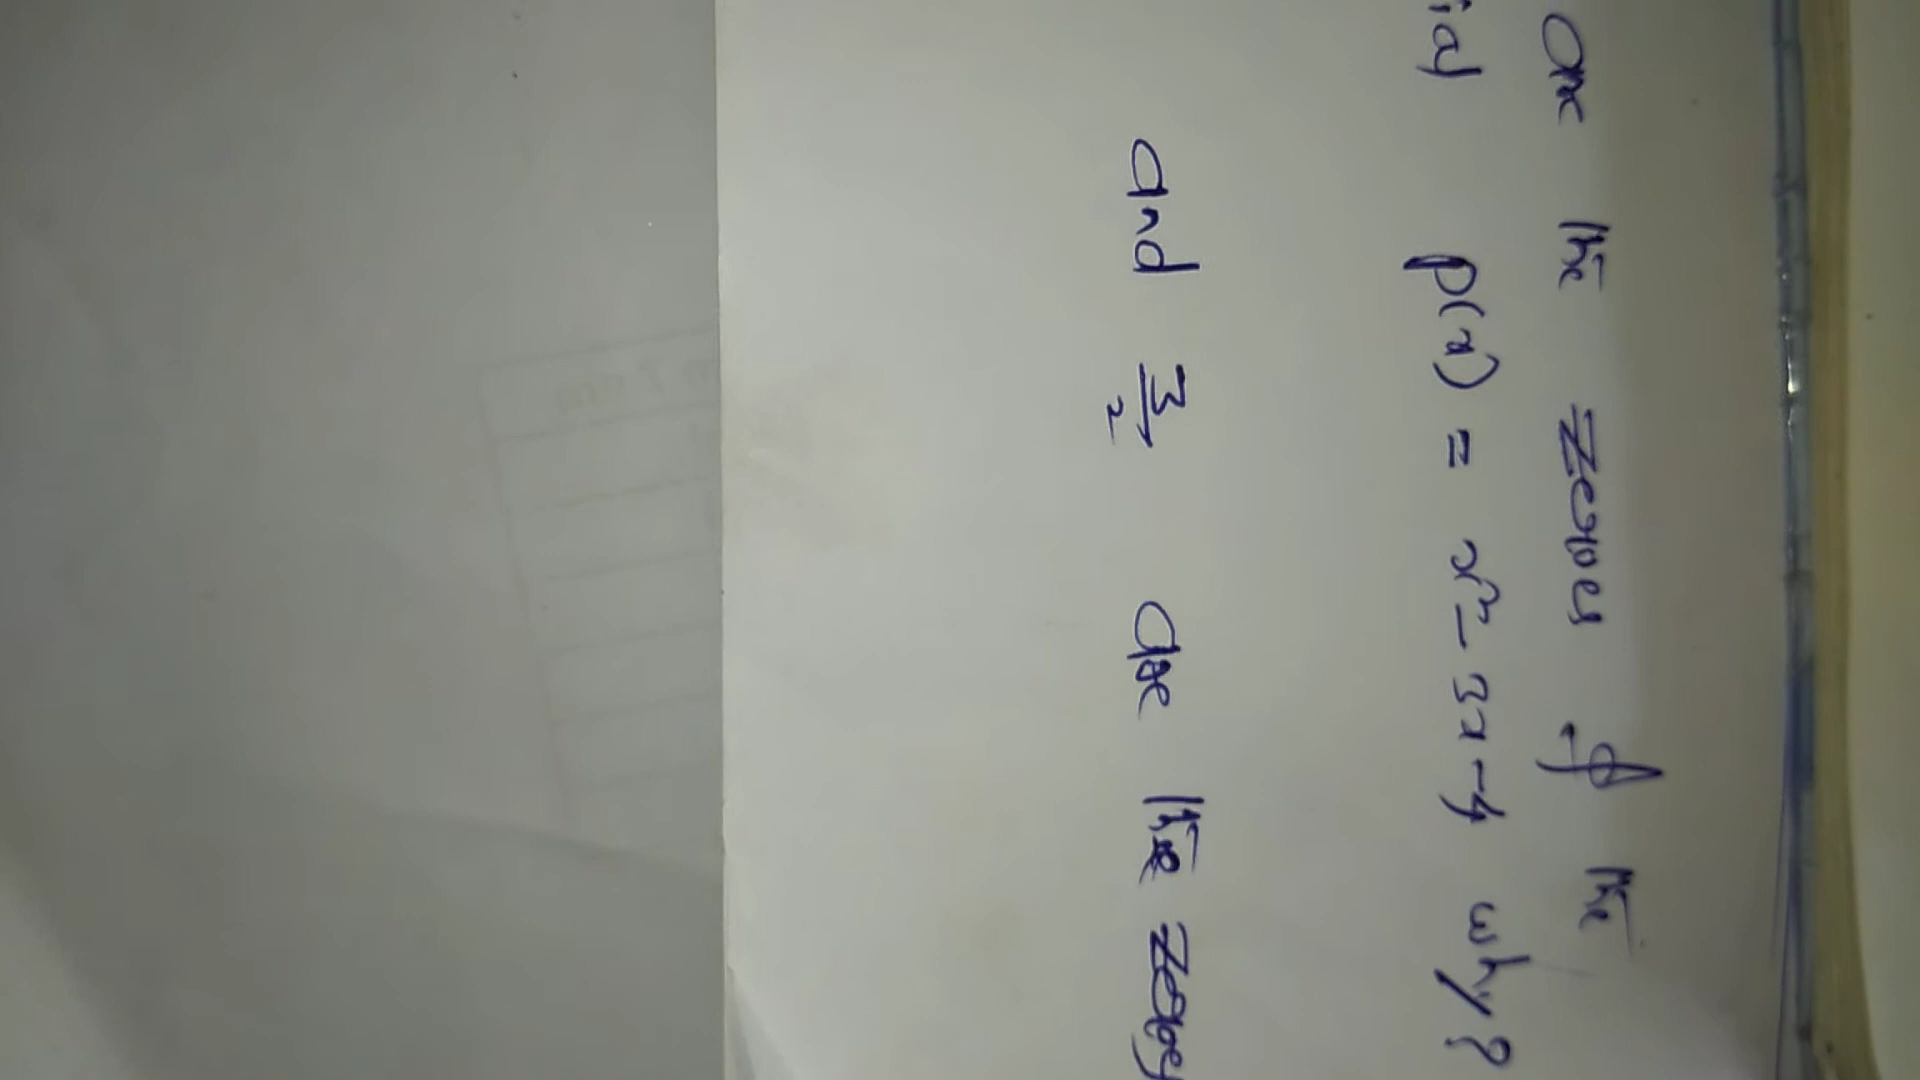 are the zeroes of the
ial p(x) = x² - 3x - 4 why?
and 3/2 are the zeroes